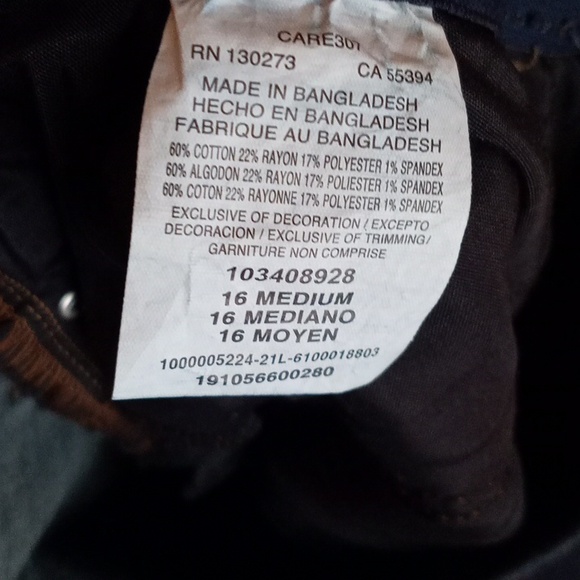 CARE301
RN 130273 CA 55394
MADE IN BANGLADESH
HECHO EN BANGLADESH
FABRIQUE AU BANGLADESH
60% COTTON 22% RAYON 17% POLYESTER 1% SPANDEX
60% ALGODON 22% RAYON 17% POLIESTER 1% SPANDEX
60% COTON 22% RAYONNE 17% POLYESTER 1% SPANDEX
EXCLUSIVE OF DECORATION / EXCEPTO
DECORACION / EXCLUSIVE OF TRIMMING/
GARNITURE NON COMPRISE
103408928
16 MEDIUM
16 MEDIANO
16 MOYEN
1000005224-21L-6100018803
191056600280